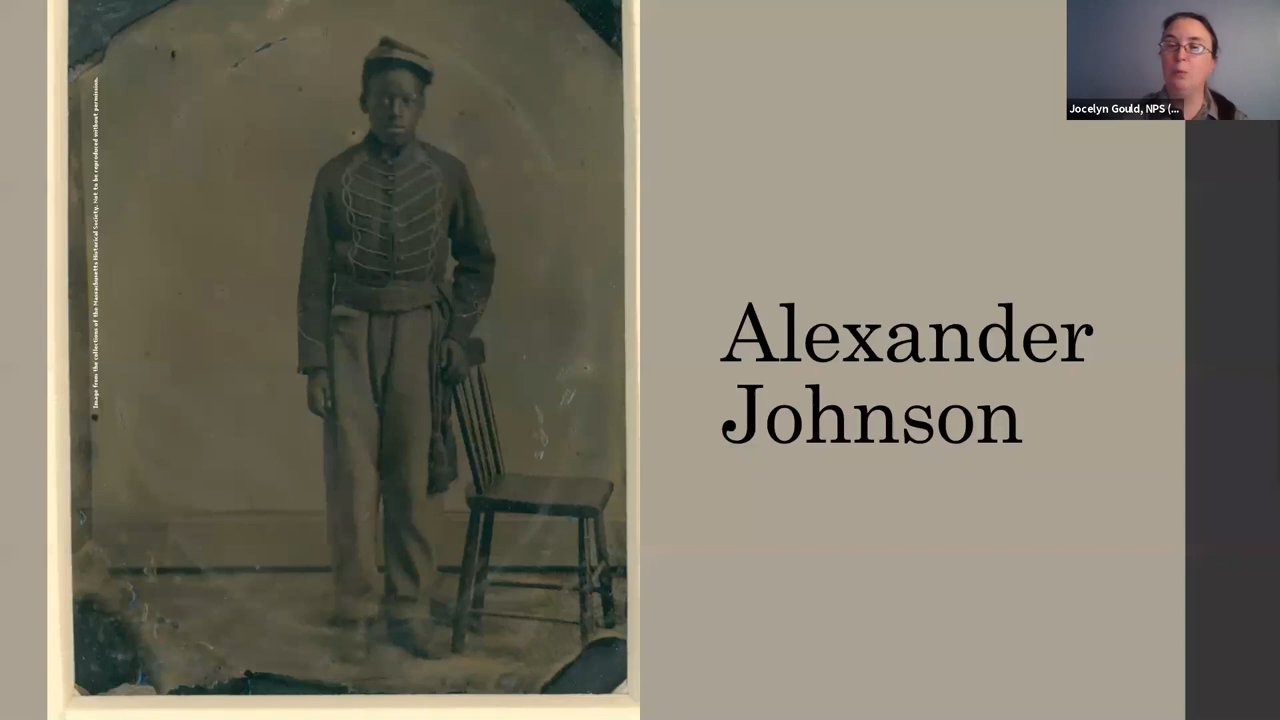 Image from the collections of the Massachusetts Historical Society. Not to be reproduced without permission.
Alexander
Johnson
Jocelyn Gould, NPS (...